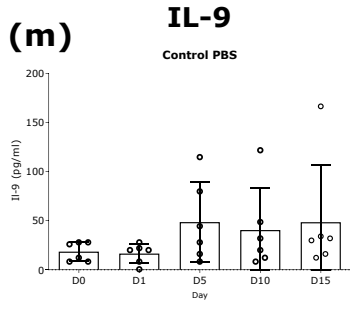 IL-9
(m)
Control PBS
200
150
100
50
0
Il-9 (pg/ml)
D0 D1 D5 D10 D15
Day